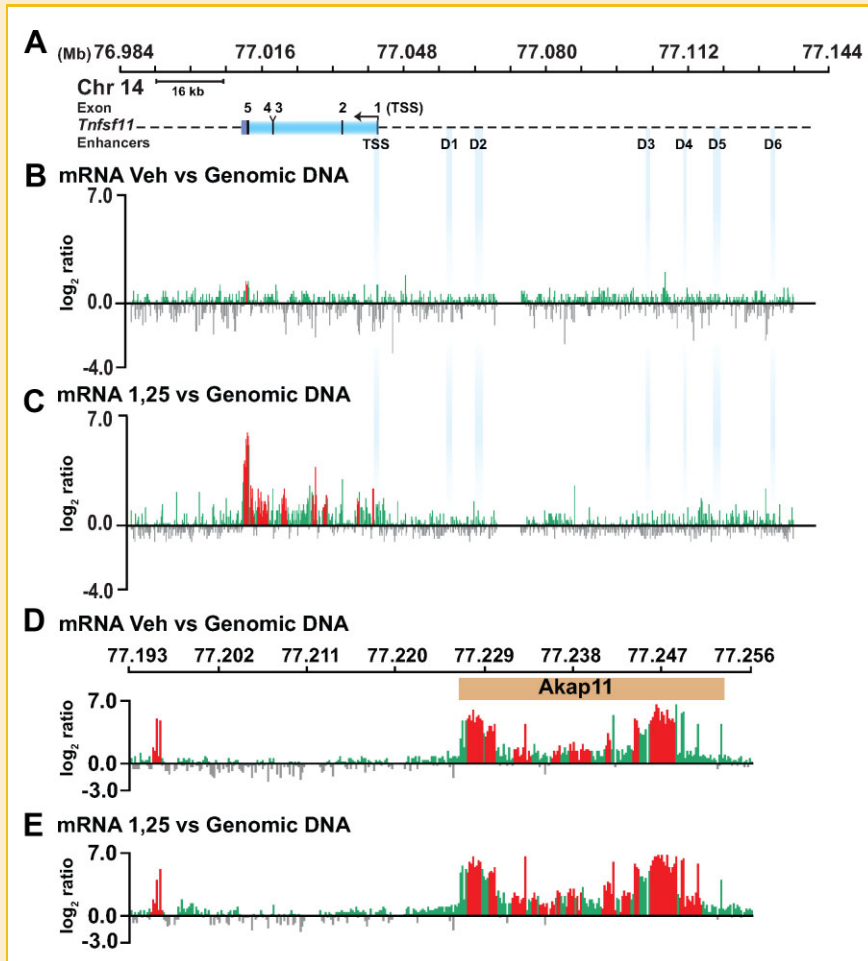 A
(Mb) 76.984 77.016 77.048 77.080 77.112 77.144
Chr 14 16 kb
Exon 5 4 3 2 1 (TSS)
Tnfsf11
Enhancers TSS D1 D2 D3 D4 D5 D6
B mRNA Veh vs Genomic DNA
7.0
log2 ratio
0.0
-4.0
C mRNA 1,25 vs Genomic DNA
7.0
log2 ratio
0.0
-4.0
D mRNA Veh vs Genomic DNA
77.193 77.202 77.211 77.220 77.229 77.238 77.247 77.256
Akap11
7.0
log2 ratio
0.0
-3.0
E mRNA 1,25 vs Genomic DNA
7.0
log2 ratio
0.0
-3.0